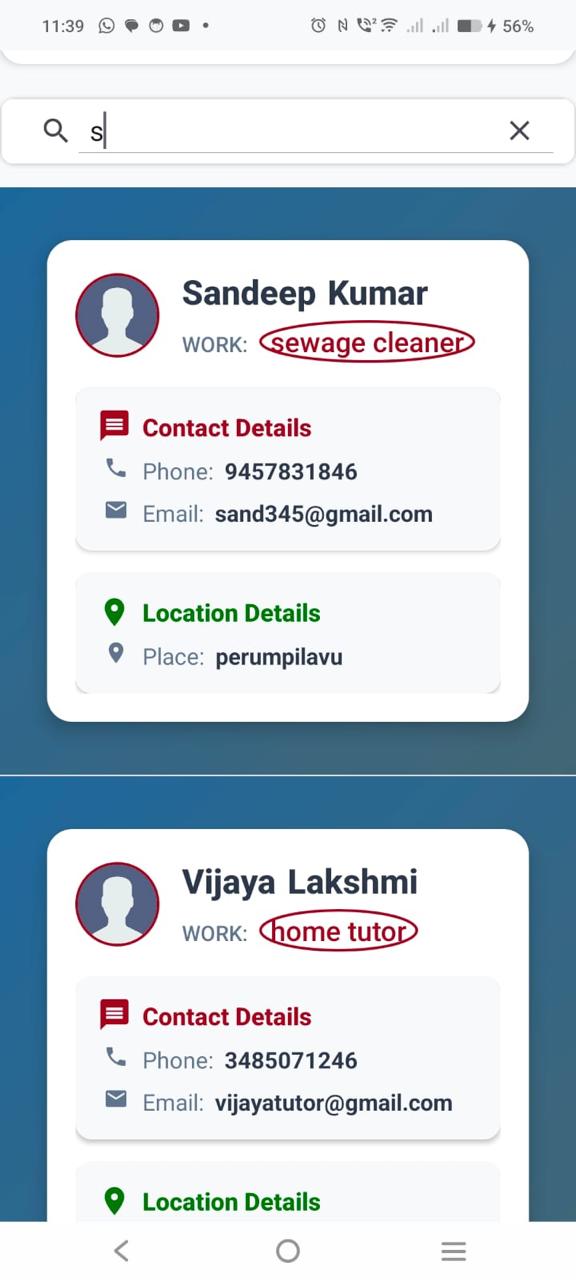 11:39 56%
s
Sandeep Kumar
WORK: sewage cleaner
Contact Details
Phone: 9457831846
Email: sand345@gmail.com
Location Details
Place: perumpilavu
Vijaya Lakshmi
WORK: home tutor
Contact Details
Phone: 3485071246
Email: vijayatutor@gmail.com
Location Details